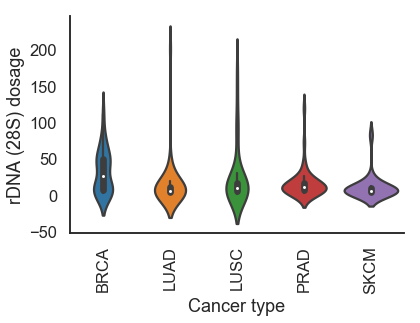 rDNA (28S) dosage
200
150
100
50
0
−50
BRCA
LUAD
LUSC
PRAD
SKCM
Cancer type